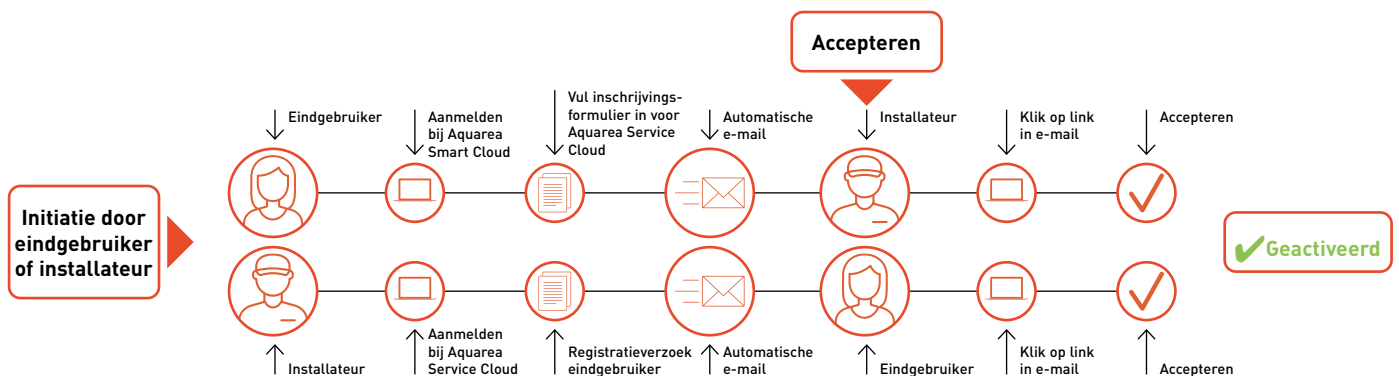 Accepteren
Eindgebruiker
Aanmelden
bij Aquarea
Smart Cloud
Vul inschrijvings-
formulier in voor
Aquarea Service
Cloud
Automatische
e-mail
Installateur
Klik op link
in e-mail
Accepteren
Initiatie door
eindgebruiker
of installateur
Geactiveerd
Installateur
Aanmelden
bij Aquarea
Service Cloud
Registratieverzoek
eindgebruiker
Automatische
e-mail
Eindgebruiker
Klik op link
in e-mail
Accepteren